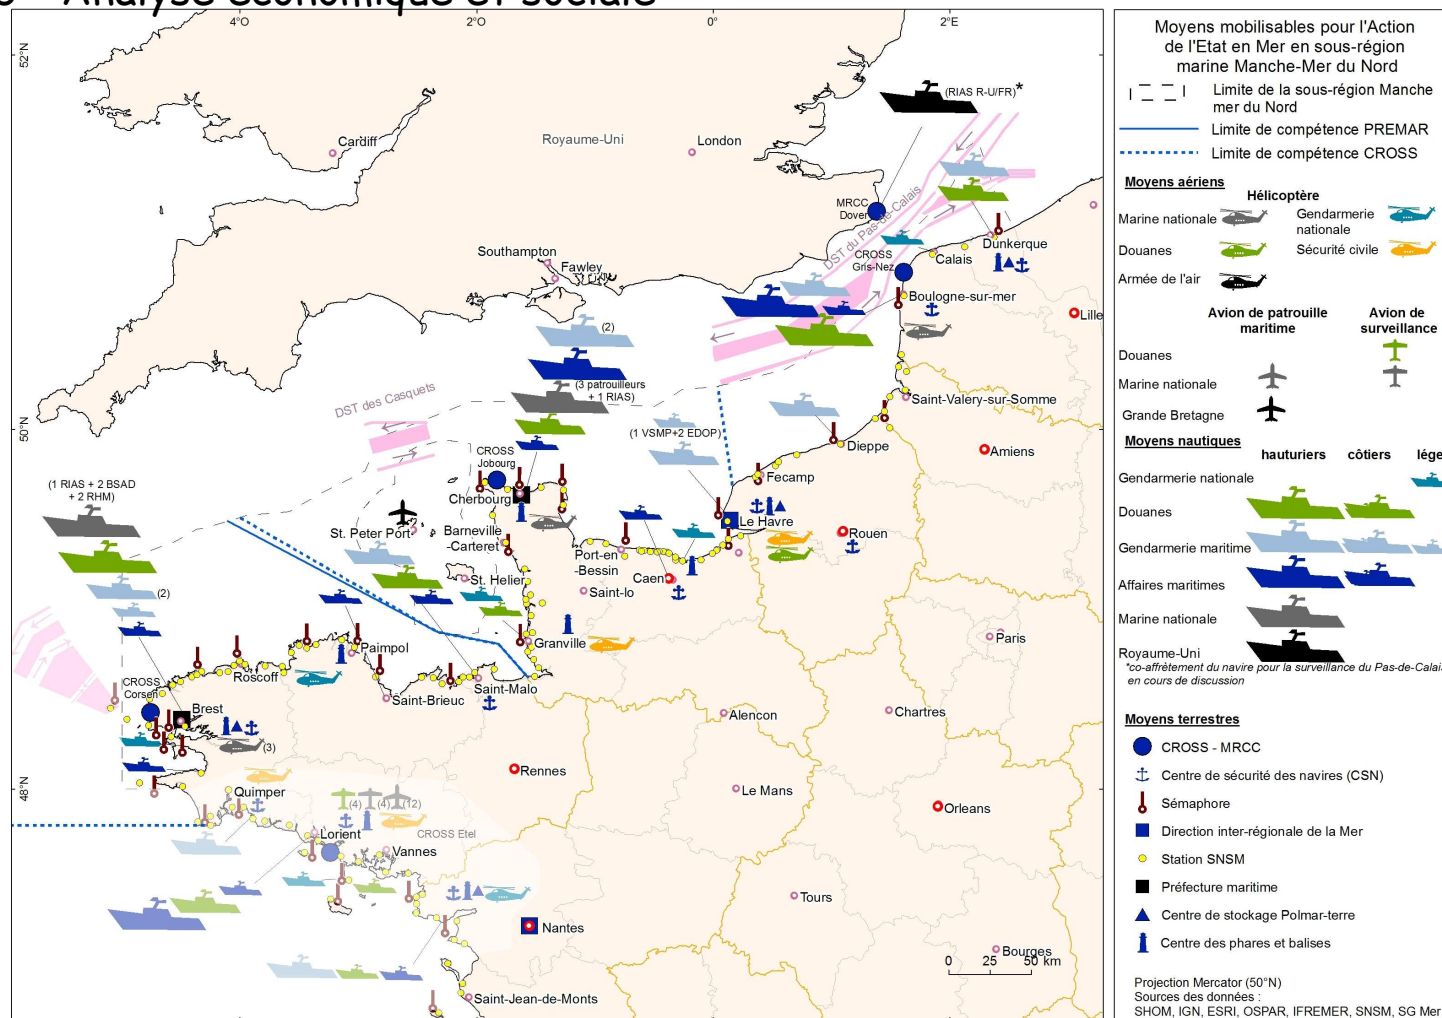 Analyse économique et sociale
4°0
2°0
0°
2°E
52°N
50°N
48°N
Cardiff
Royaume-Uni
London
(RIAS R-U/FR)*
MRCC
Dover
DST du Pas-de-Calais
Southampton
Fawley
CROSS
Gris-Nez
Calais
Dunkerque
Boulogne-sur-mer
Lille
(2)
(3 patrouilleurs
+ 1 RIAS)
DST des Casquets
Saint-Valery-sur-Somme
(1 VSMP+2 EDOP)
Dieppe
Amiens
CROSS
Jobourg
Cherbourg
Fecamp
(1 RIAS + 2 BSAD
+ 2 RHM)
St. Peter Port
Barneville
-Carteret
Le Havre
Rouen
Port-en
-Bessin
Caen
St. Helier
Saint-lo
(2)
Granville
Paris
Paimpol
Roscoff
CROSS
Corsen
Saint-Malo
Saint-Brieuc
Brest
Alencon
Chartres
(3)
Rennes
Quimper
Le Mans
Orleans
(4)
(4)
(12)
Lorient
CROSS Etel
Vannes
Tours
Nantes
Bourges
0 25 50 km
Saint-Jean-de-Monts
Moyens mobilisables pour l'Action
de l'Etat en Mer en sous-région
marine Manche-Mer du Nord
Limite de la sous-région Manche
mer du Nord
Limite de compétence PREMAR
Limite de compétence CROSS
Moyens aériens
Hélicoptère
Marine nationale
Gendarmerie
nationale
Douanes
Sécurité civile
Armée de l'air
Avion de patrouille
maritime
Avion de
surveillance
Douanes
Marine nationale
Grande Bretagne
Moyens nautiques
hauturiers côtiers lége
Gendarmerie nationale
Douanes
Gendarmerie maritime
Affaires maritimes
Marine nationale
Royaume-Uni
*co-affrètement du navire pour la surveillance du Pas-de-Calais
en cours de discussion
Moyens terrestres
CROSS - MRCC
Centre de sécurité des navires (CSN)
Sémaphore
Direction inter-régionale de la Mer
Station SNSM
Préfecture maritime
Centre de stockage Polmar-terre
Centre des phares et balises
Projection Mercator (50°N)
Sources des données :
SHOM, IGN, ESRI, OSPAR, IFREMER, SNSM, SG Mer